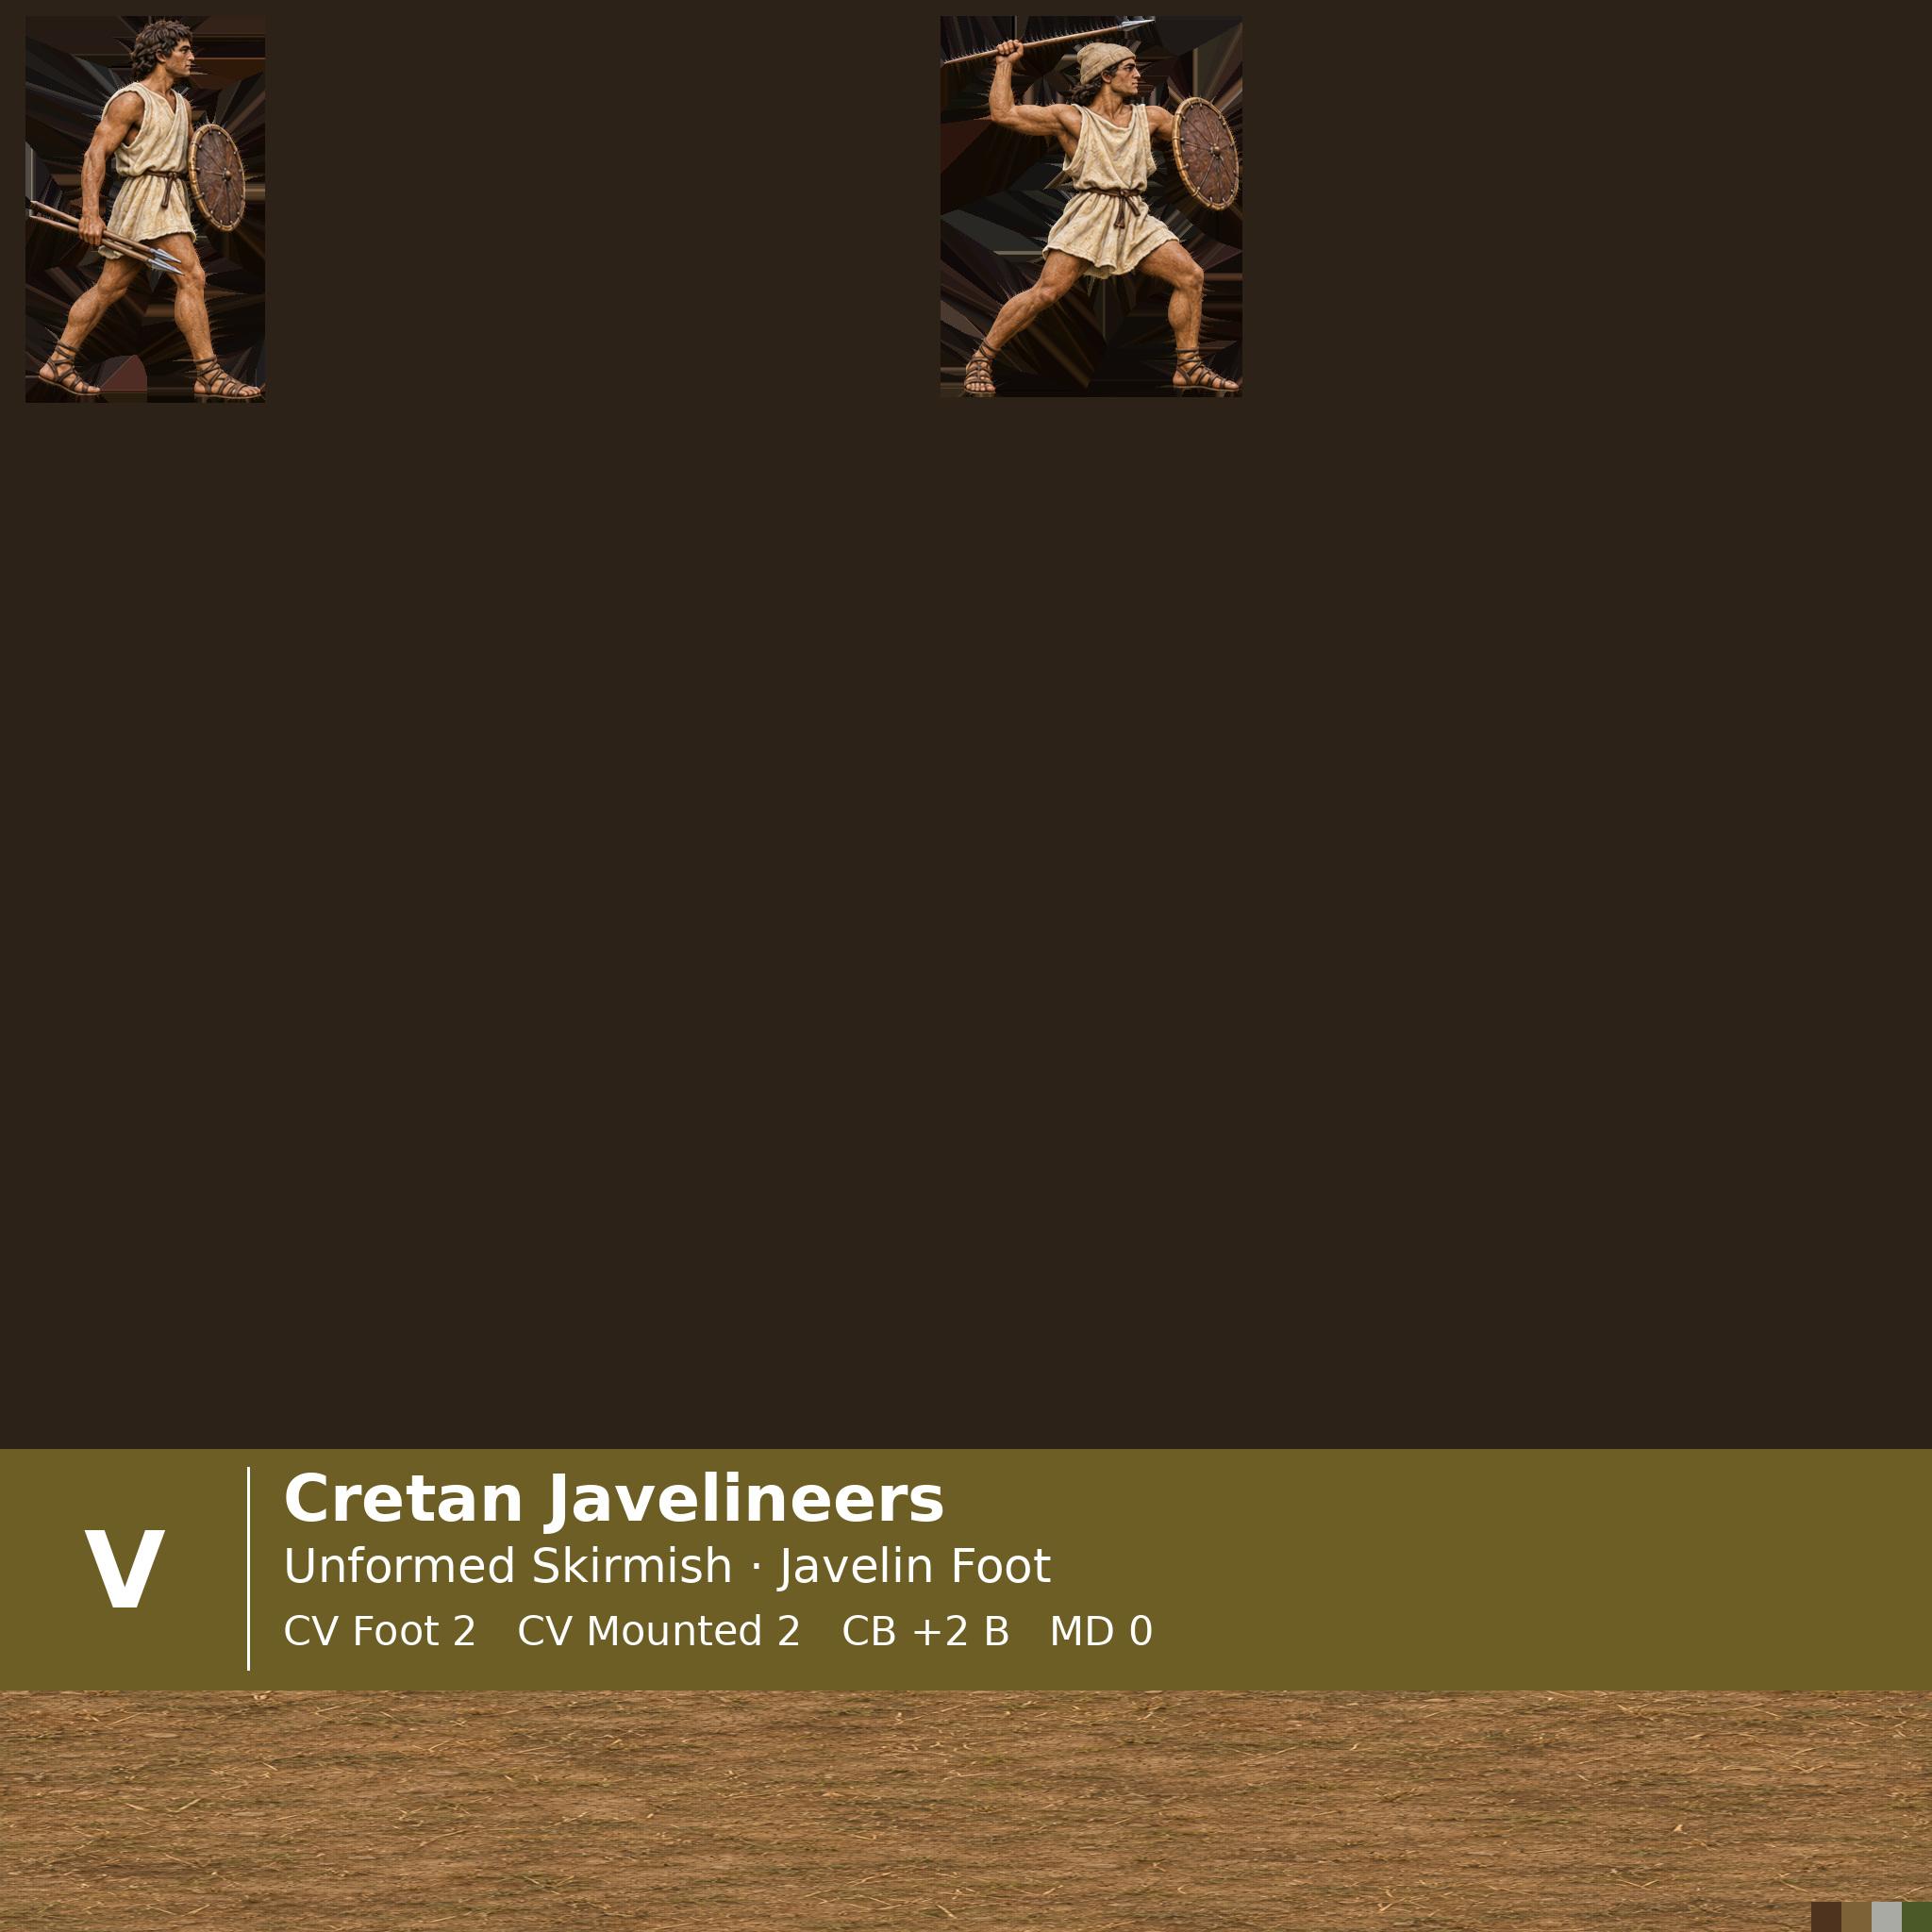 V
Cretan Javelineers
Unformed Skirmish · Javelin Foot
CV Foot 2 CV Mounted 2 CB +2 B MD 0